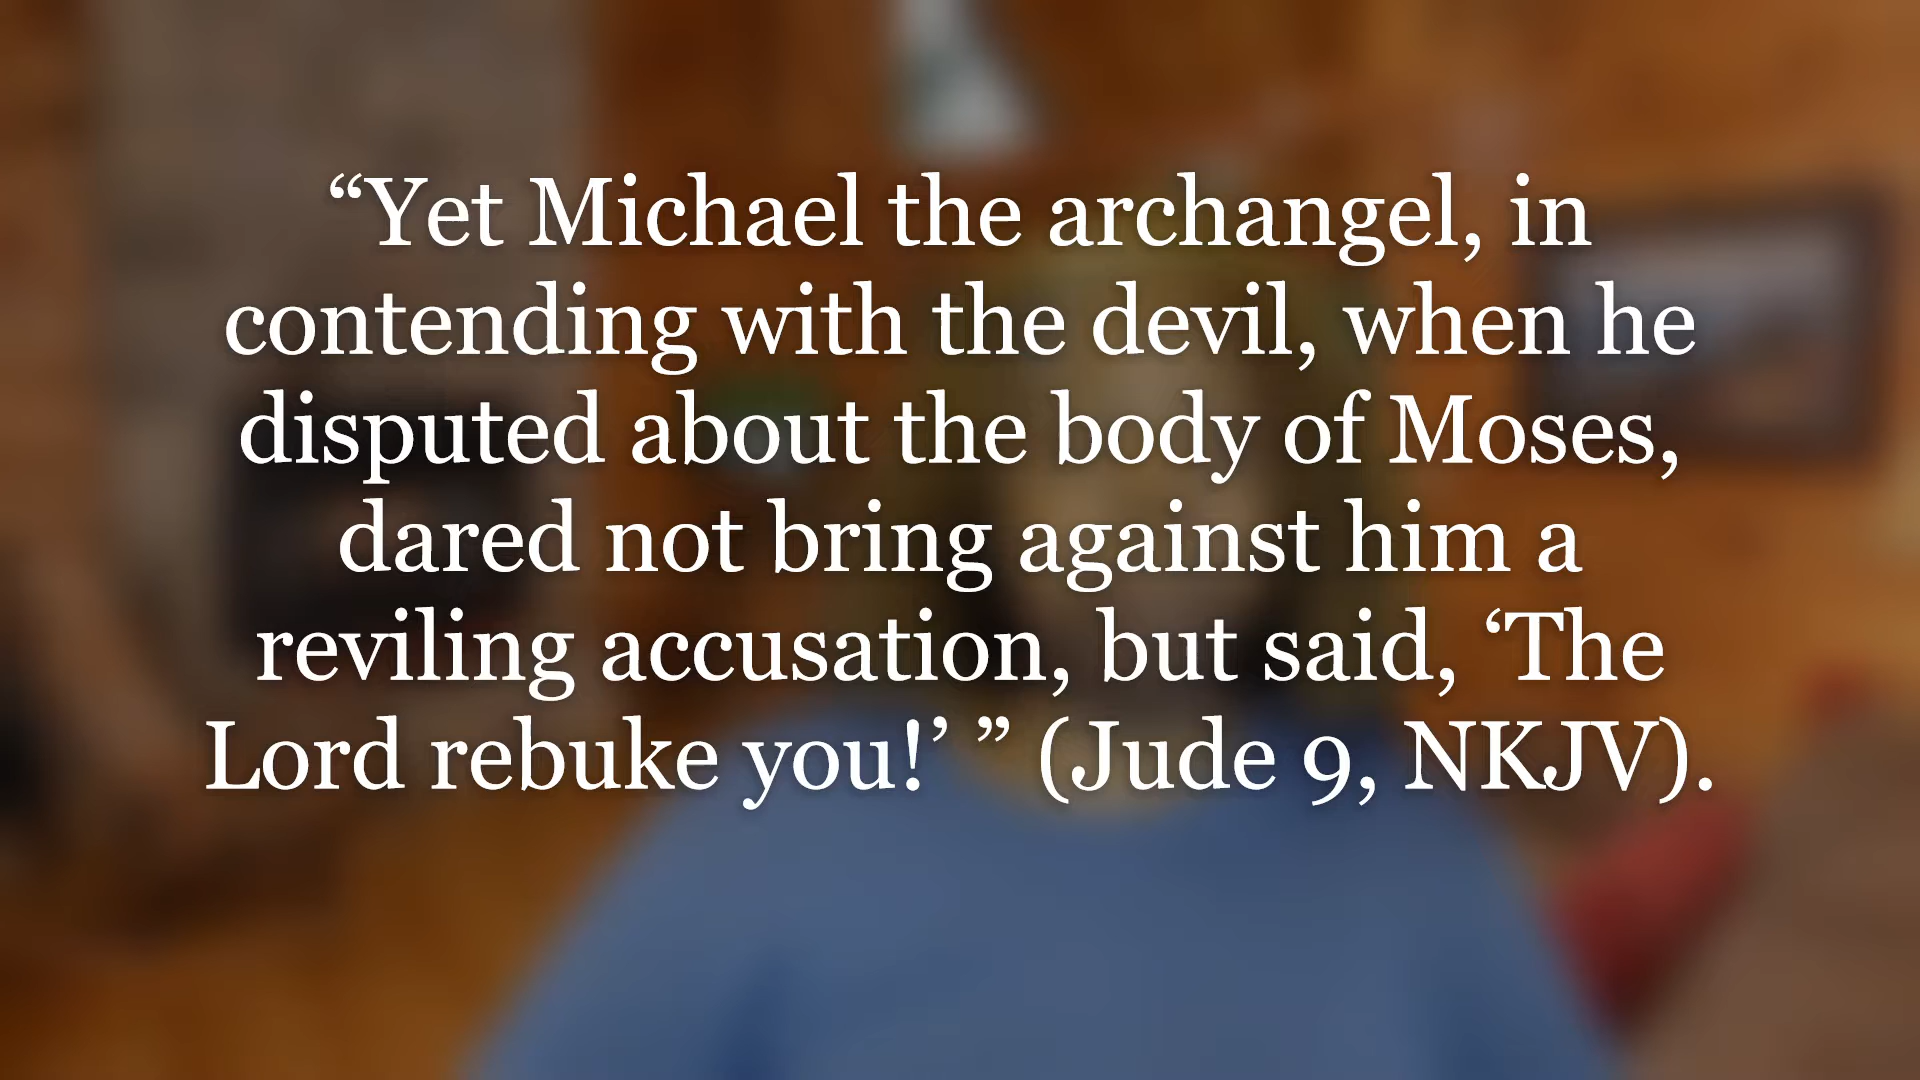 “Yet Michael the archangel, in
contending with the devil, when he
disputed about the body of Moses,
dared not bring against him a
reviling accusation, but said, ‘The
Lord rebuke you!’ ” (Jude 9, NKJV).